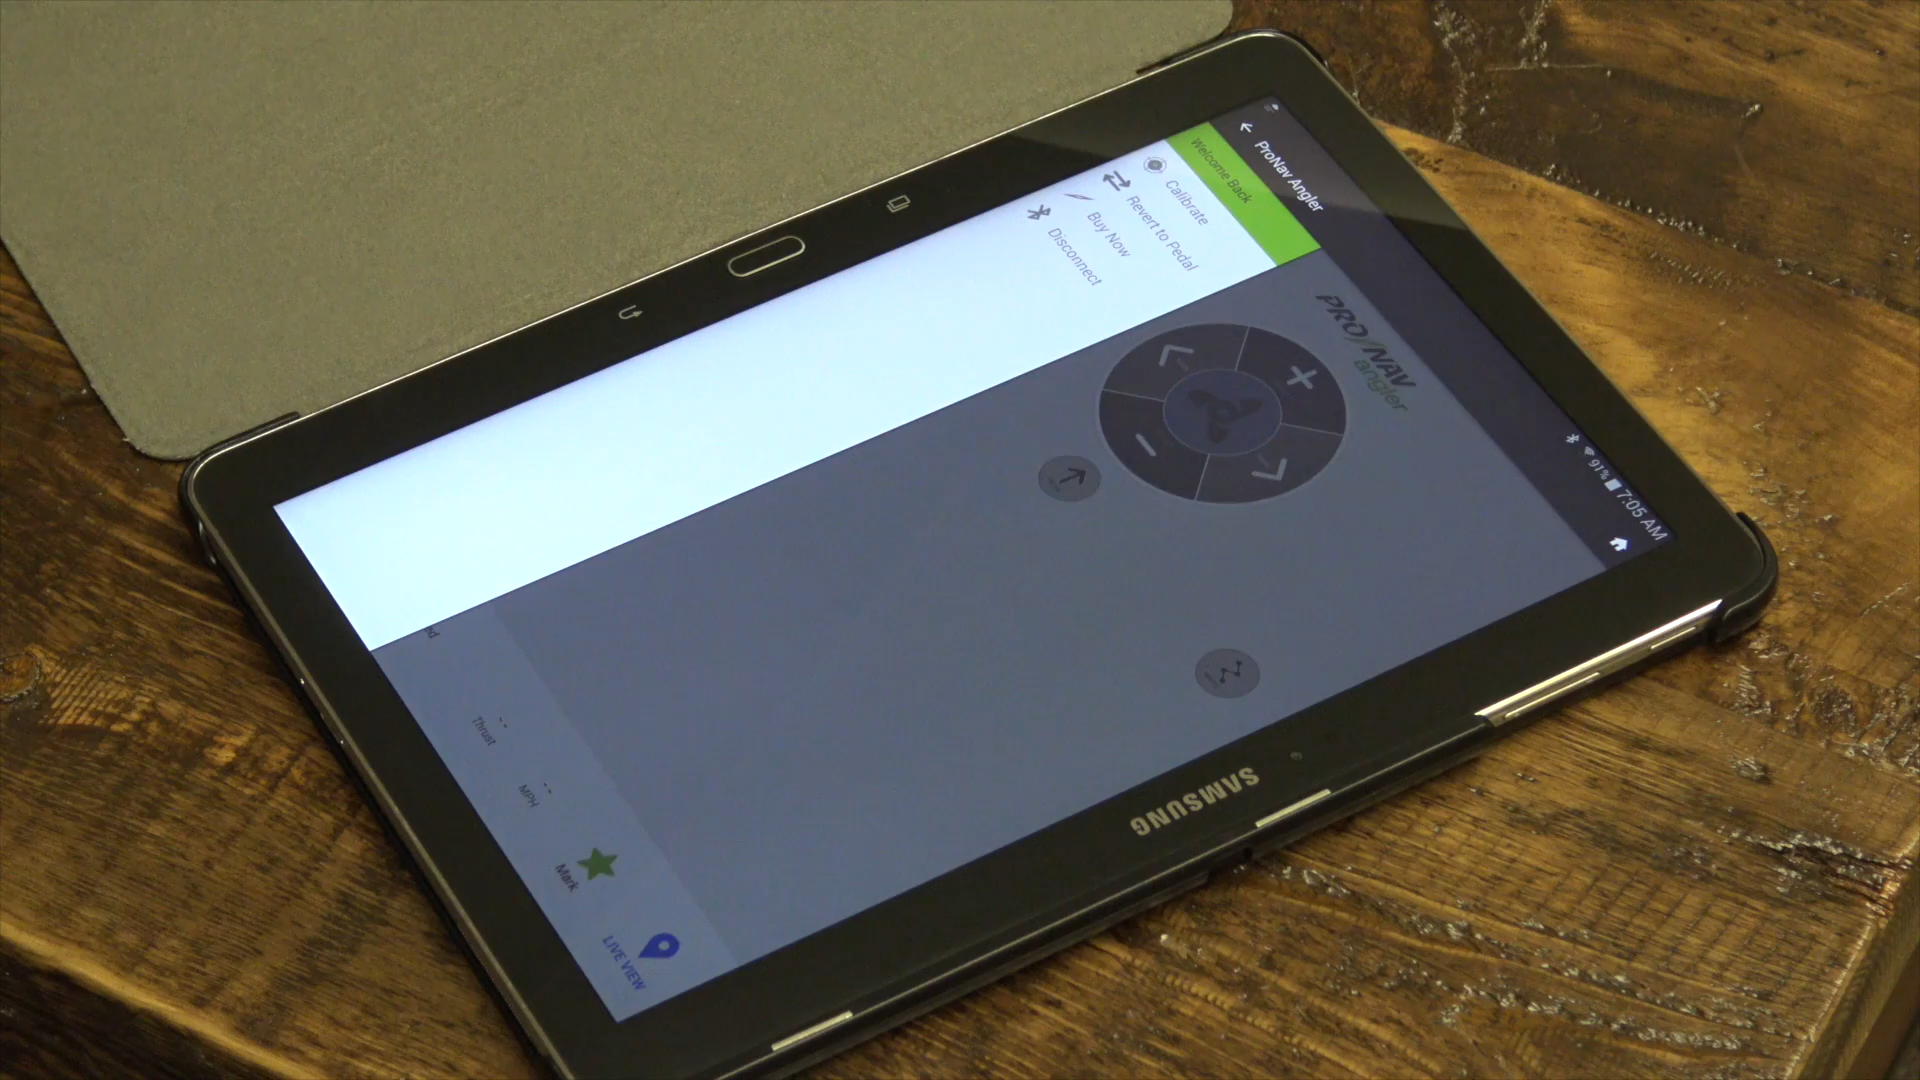 91% 7:05 AM
ProNav Angler
Welcome Back
Calibrate
Revert to Pedal
Buy Now
Disconnect
PRO NAV
angler
Thrust
--
MPH
--
Mark
LIVE VIEW
SAMSUNG